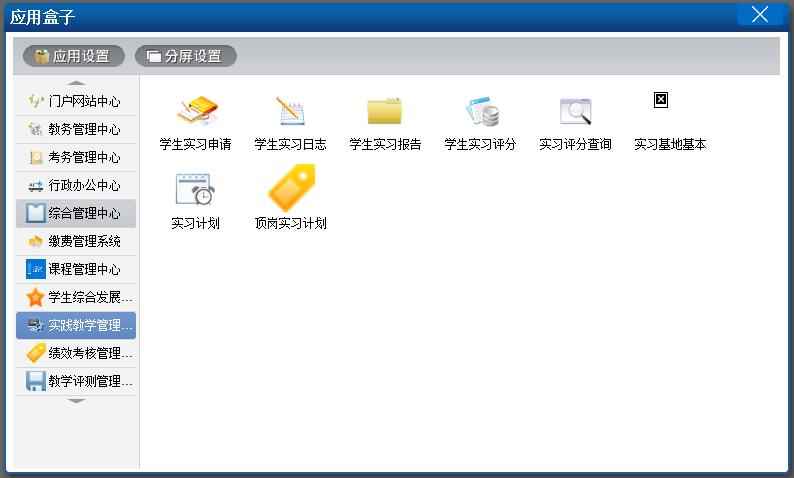 应用盒子
应用设置 分屏设置
门户网站中心
教务管理中心
考务管理中心
行政办公中心
综合管理中心
缴费管理系统
课程管理中心
学生综合发展...
实践教学管理...
绩效考核管理...
教学评测管理...
学生实习申请 学生实习日志 学生实习报告 学生实习评分 实习评分查询 实习基地基本
实习计划 顶岗实习计划